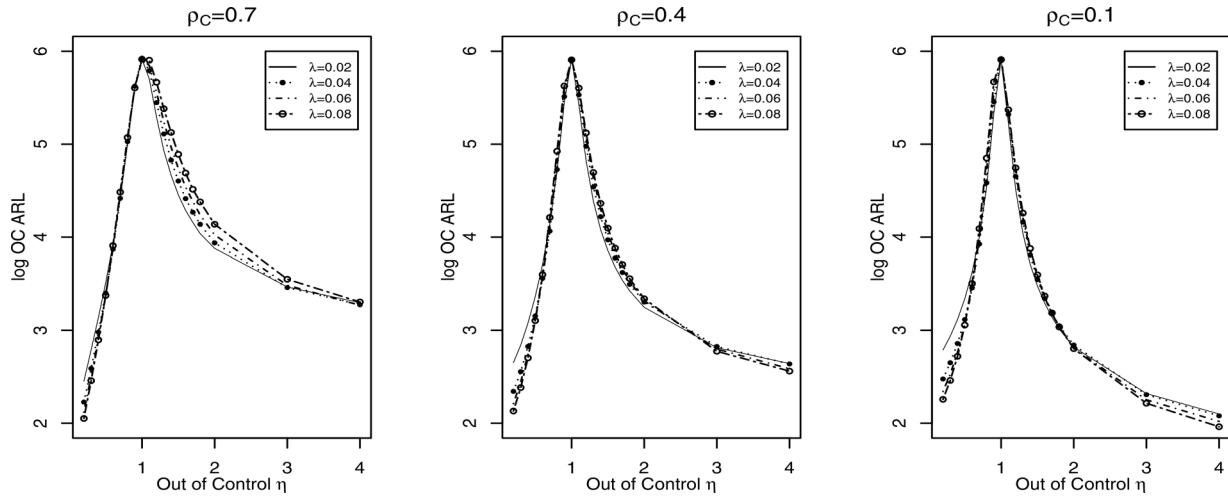 ρC=0.7
log OC ARL
6
5
4
3
2
λ=0.02
λ=0.04
λ=0.06
λ=0.08
1 2 3 4
Out of Control η
ρC=0.4
log OC ARL
6
5
4
3
2
λ=0.02
λ=0.04
λ=0.06
λ=0.08
1 2 3 4
Out of Control η
ρC=0.1
log OC ARL
6
5
4
3
2
λ=0.02
λ=0.04
λ=0.06
λ=0.08
1 2 3 4
Out of Control η